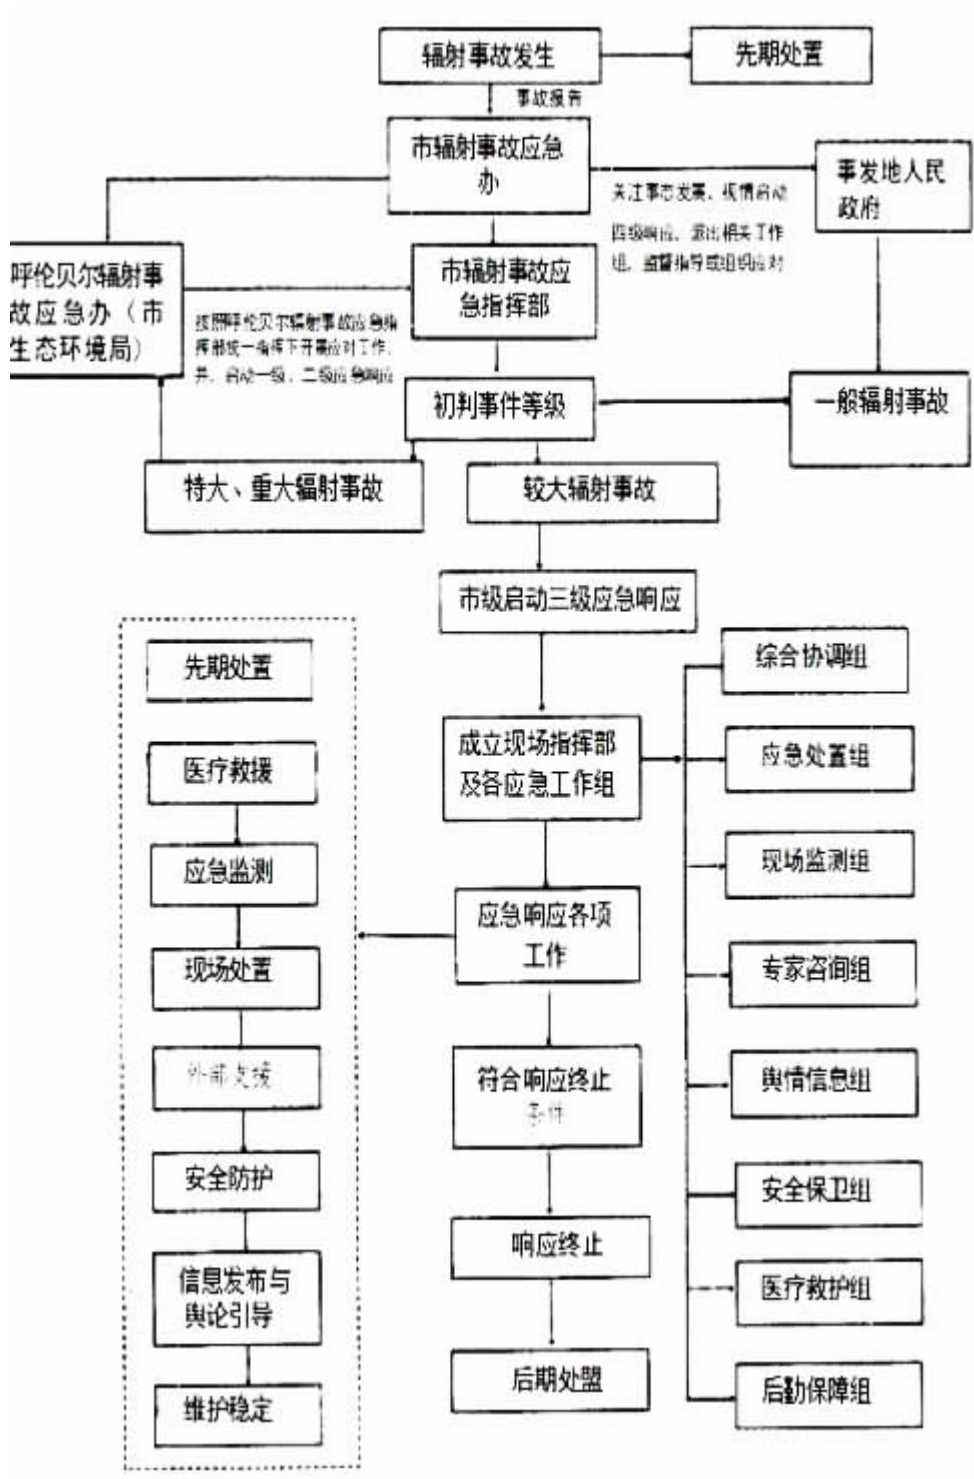 辐射事故发生
先期处置
事故报告
市辐射事故应急
办
事发地人民
政府
关注事态发展、视情启动
四级响应、派出相关工作
组，监督指导或组织应对
呼伦贝尔辐射事
故应急办（市
生态环境局）
市辐射事故应
急指挥部
按照呼伦贝尔辐射事故应急指
挥部统一指挥下开展应对工作，
并，启动一级、二级应急响应
初判事件等级
一般辐射事故
特大、重大辐射事故
较大辐射事故
市级启动三级应急响应
先期处置
医疗救援
应急监测
现场处置
外部支援
安全防护
信息发布与
舆论引导
维护稳定
成立现场指挥部
及各应急工作组
应急响应各项
工作
符合响应终止
条件
响应终止
后期处盟
综合协调组
应急处置组
现场监测组
专家咨询组
舆情信息组
安全保卫组
医疗救护组
后勤保障组